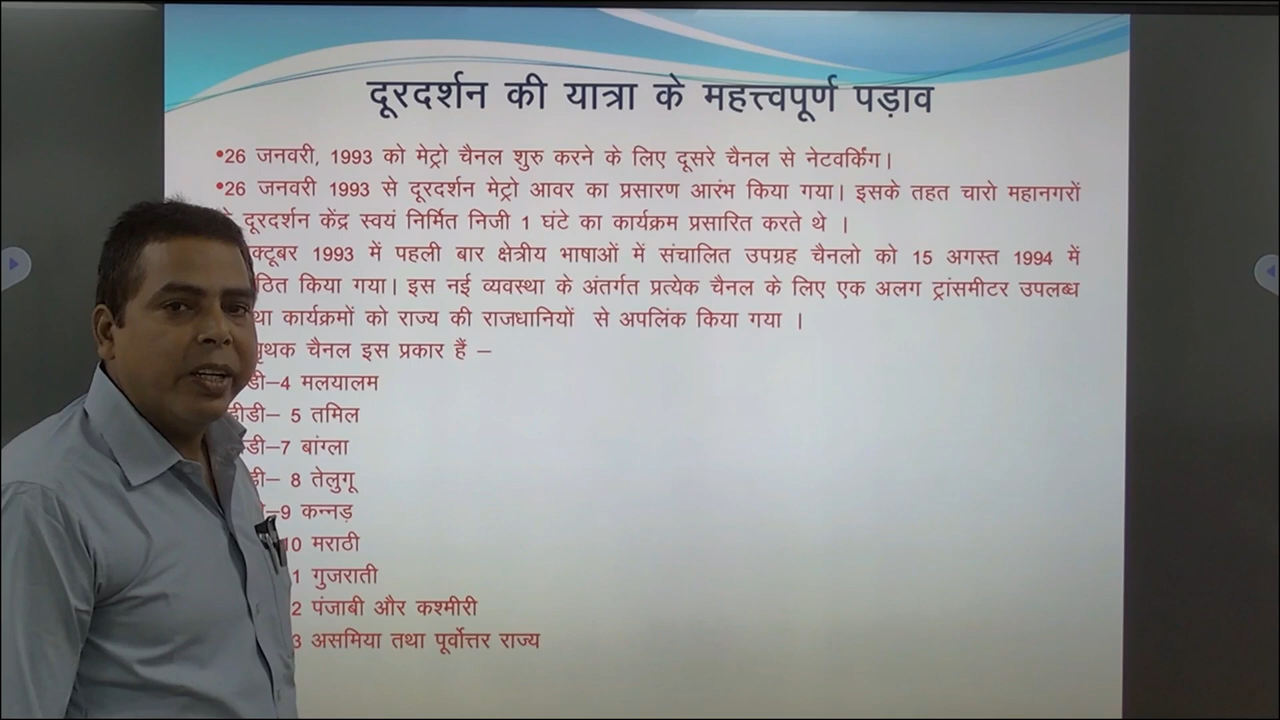 दूरदर्शन की यात्रा के महत्त्वपूर्ण पड़ाव
•26 जनवरी, 1993 को मेट्रो चैनल शुरु करने के लिए दूसरे चैनल से नेटवर्किंग।
•26 जनवरी 1993 से दूरदर्शन मेट्रो आवर का प्रसारण आरंभ किया गया। इसके तहत चारो महानगरों
दूरदर्शन केंद्र स्वयं निर्मित निजी 1 घंटे का कार्यक्रम प्रसारित करते थे ।
1993 में पहली बार क्षेत्रीय भाषाओं में संचालित उपग्रह चैनलो को 15 अगस्त 1994 में
किया गया। इस नई व्यवस्था के अंतर्गत प्रत्येक चैनल के लिए एक अलग ट्रांसमीटर उपलब्ध
कार्यक्रमों को राज्य की राजधानियों से अपलिंक किया गया ।
चैनल इस प्रकार हैं –
डी–4 मलयालम
डीडी– 5 तमिल
डी–7 बांग्ला
डी– 8 तेलुगू
–9 कन्नड़
10 मराठी
1 गुजराती
2 पंजाबी और कश्मीरी
3 असमिया तथा पूर्वोत्तर राज्य